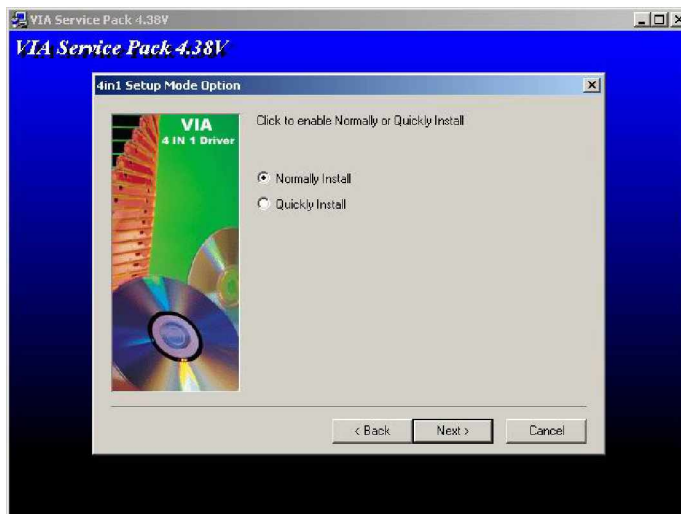 VIA Service Pack 4.38V
VIA Service Pack 4.38V
4in1 Setup Mode Option
VIA
4 IN 1 Driver
Click to enable Normally or Quickly Install
Normally Install
Quickly Install
< Back
Next >
Cancel